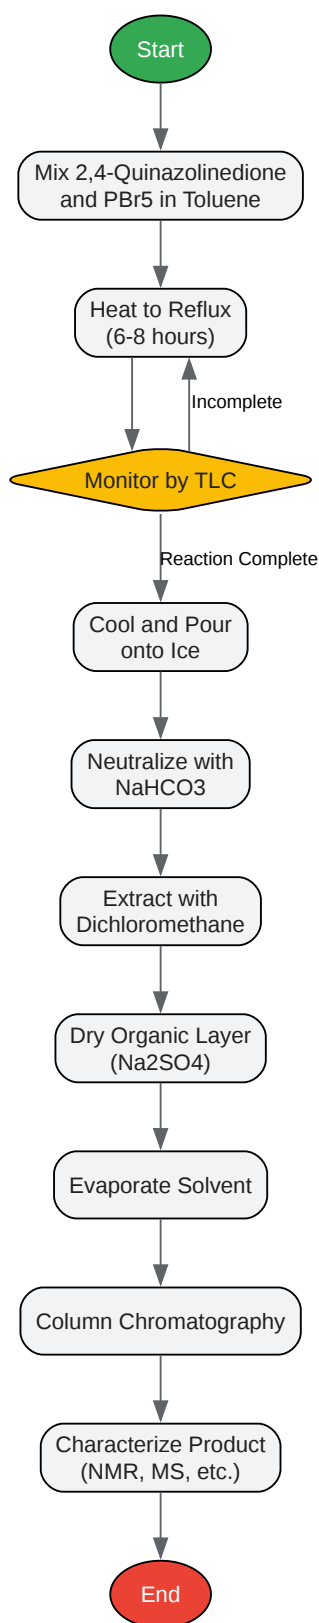 Start
Mix 2,4-Quinazolinedione
and PBr5 in Toluene
Heat to Reflux
(6-8 hours)
Incomplete
Monitor by TLC
Reaction Complete
Cool and Pour
onto Ice
Neutralize with
NaHCO3
Extract with
Dichloromethane
Dry Organic Layer
(Na2SO4)
Evaporate Solvent
Column Chromatography
Characterize Product
(NMR, MS, etc.)
End